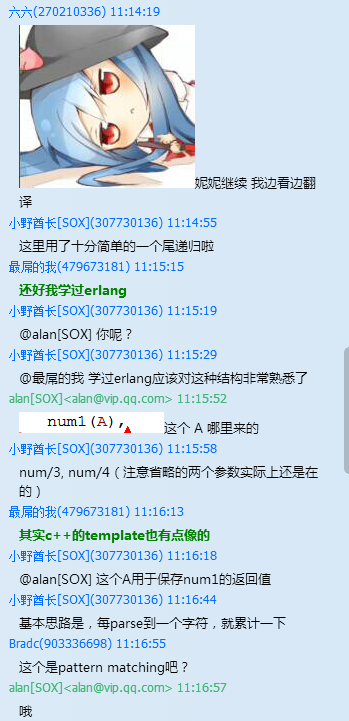 六六(270210336) 11:14:19
妮妮继续 我边看边翻
译
小野酋长[SOX](307730136) 11:14:55
这里用了十分简单的一个尾递归啦
最屌的我(479673181) 11:15:15
还好我学过erlang
小野酋长[SOX](307730136) 11:15:19
@alan[SOX] 你呢？
小野酋长[SOX](307730136) 11:15:29
@最屌的我 学过erlang应该对这种结构非常熟悉了
alan[SOX]<alan@vip.qq.com> 11:15:52
num1(A), 这个 A 哪里来的
小野酋长[SOX](307730136) 11:15:58
num/3, num/4（注意省略的两个参数实际上还是在
的）
最屌的我(479673181) 11:16:13
其实c++的template也有点像的
小野酋长[SOX](307730136) 11:16:18
@alan[SOX] 这个A用于保存num1的返回值
小野酋长[SOX](307730136) 11:16:44
基本思路是，每parse到一个字符，就累计一下
Bradc(903336698) 11:16:55
这个是pattern matching吧？
alan[SOX]<alan@vip.qq.com> 11:16:57
哦